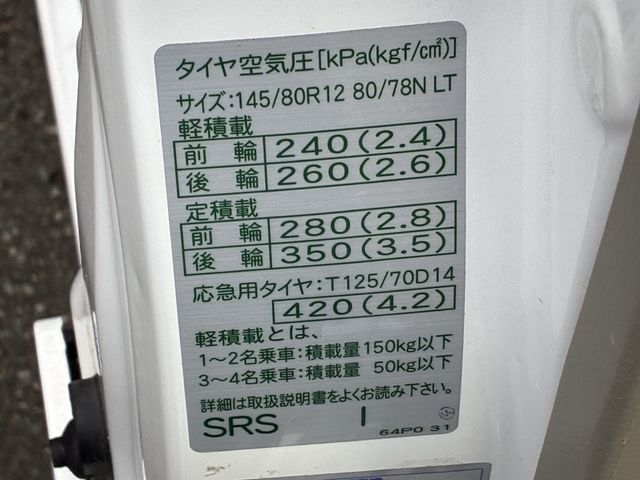 タイヤ空気圧[kPa(kgf/c㎡)]
サイズ:145/80R12 80/78N LT
軽積載
前輪 240(2.4)
後輪 260(2.6)
定積載
前輪 280(2.8)
後輪 350(3.5)
応急用タイヤ:T125/70D14
420(4.2)
軽積載とは、
1～2名乗車:積載量150kg以下
3～4名乗車:積載量 50kg以下
詳細は取扱説明書をよくお読み下さい。
SRS I
64P0 31